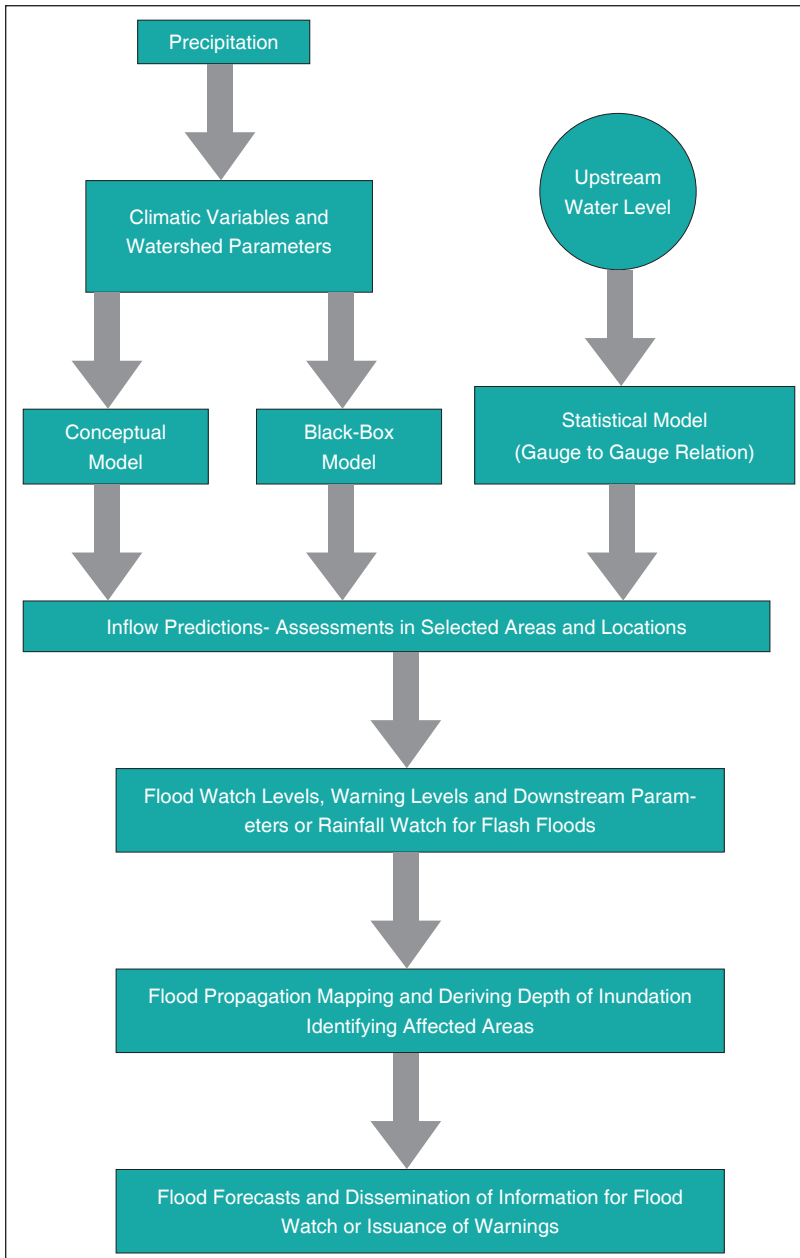 Precipitation
Climatic Variables and
Watershed Parameters
Upstream
Water Level
Conceptual
Model
Black-Box
Model
Statistical Model
(Gauge to Gauge Relation)
Inflow Predictions- Assessments in Selected Areas and Locations
Flood Watch Levels, Warning Levels and Downstream Param-
eters or Rainfall Watch for Flash Floods
Flood Propagation Mapping and Deriving Depth of Inundation
Identifying Affected Areas
Flood Forecasts and Dissemination of Information for Flood
Watch or Issuance of Warnings